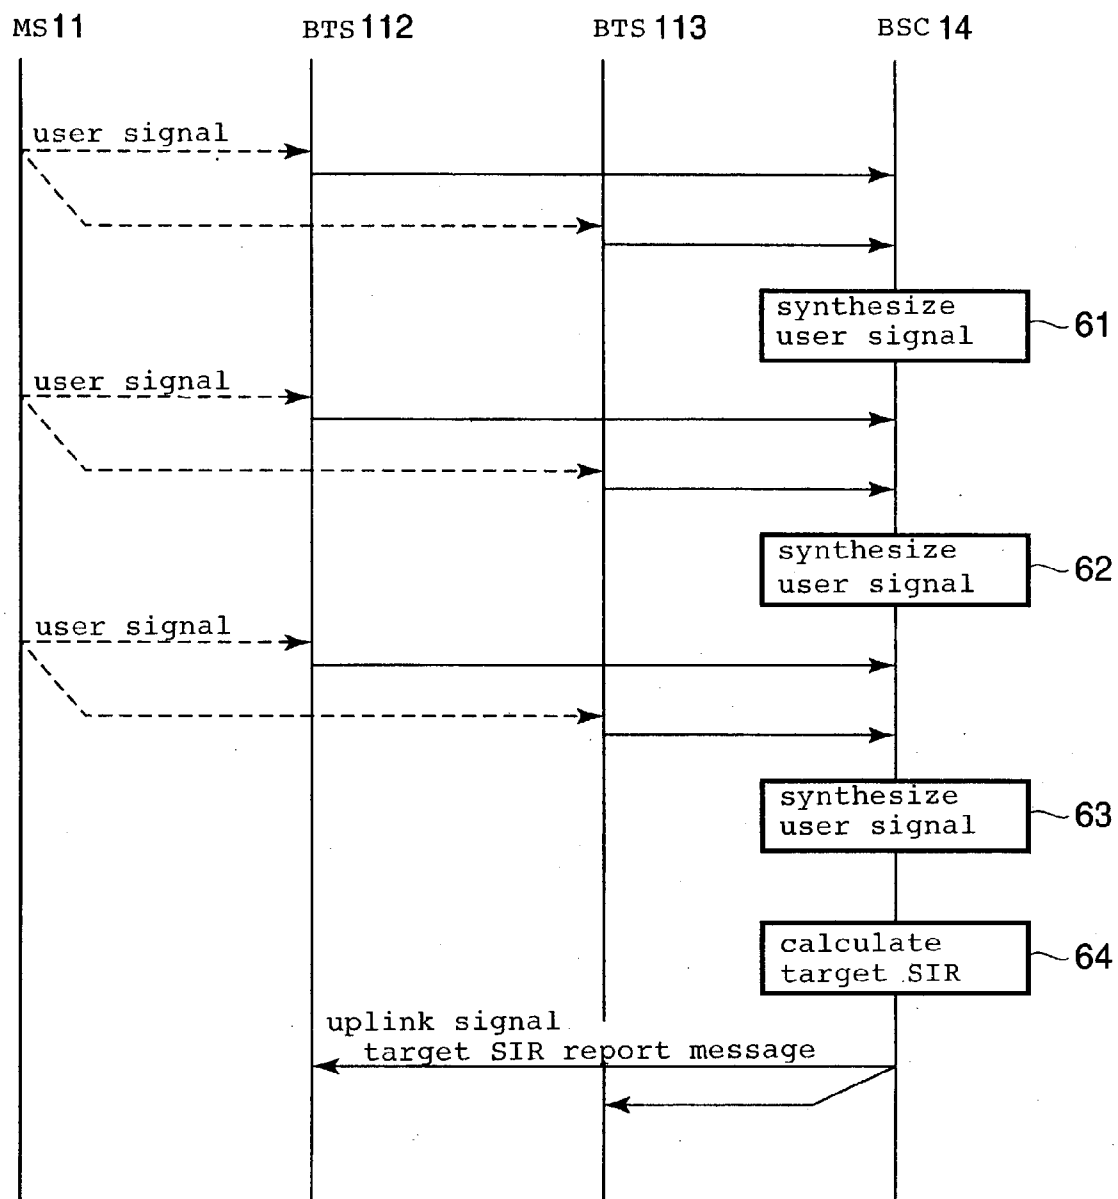 MS 11 BTS 112 BTS 113 BSC 14
user signal
synthesize
user signal
61
user signal
synthesize
user signal
62
user signal
synthesize
user signal
63
calculate
target SIR
64
uplink signal
target SIR report message